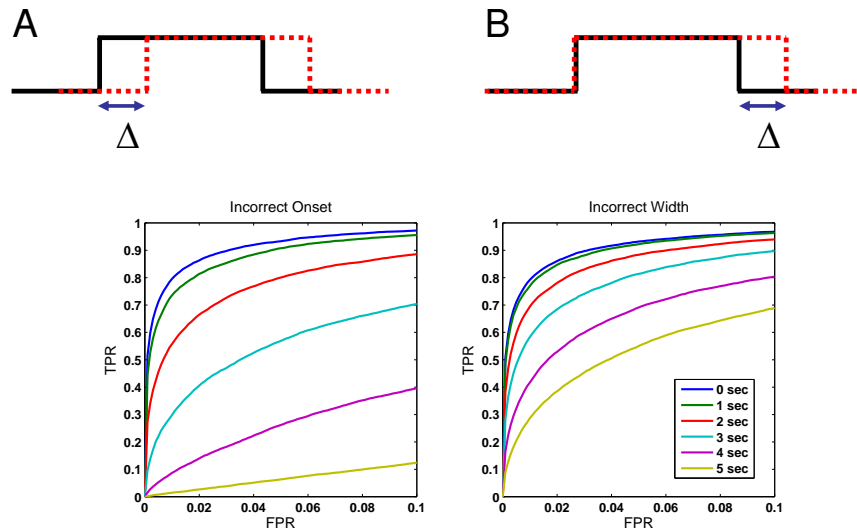 A
B
Δ
Δ
Incorrect Onset
TPR
1
0.9
0.8
0.7
0.6
0.5
0.4
0.3
0.2
0.1
0
0
0.02
0.04
0.06
0.08
0.1
FPR
Incorrect Width
TPR
1
0.9
0.8
0.7
0.6
0.5
0.4
0.3
0.2
0.1
0
0
0.02
0.04
0.06
0.08
0.1
FPR
0 sec
1 sec
2 sec
3 sec
4 sec
5 sec